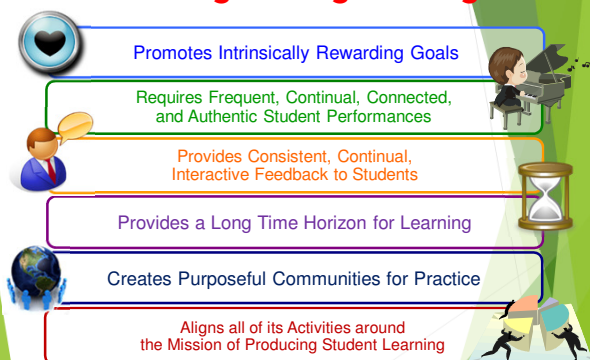 Promotes Intrinsically Rewarding Goals
Requires Frequent, Continual, Connected,
and Authentic Student Performances
Provides Consistent, Continual,
Interactive Feedback to Students
Provides a Long Time Horizon for Learning
Creates Purposeful Communities for Practice
Aligns all of its Activities around
the Mission of Producing Student Learning